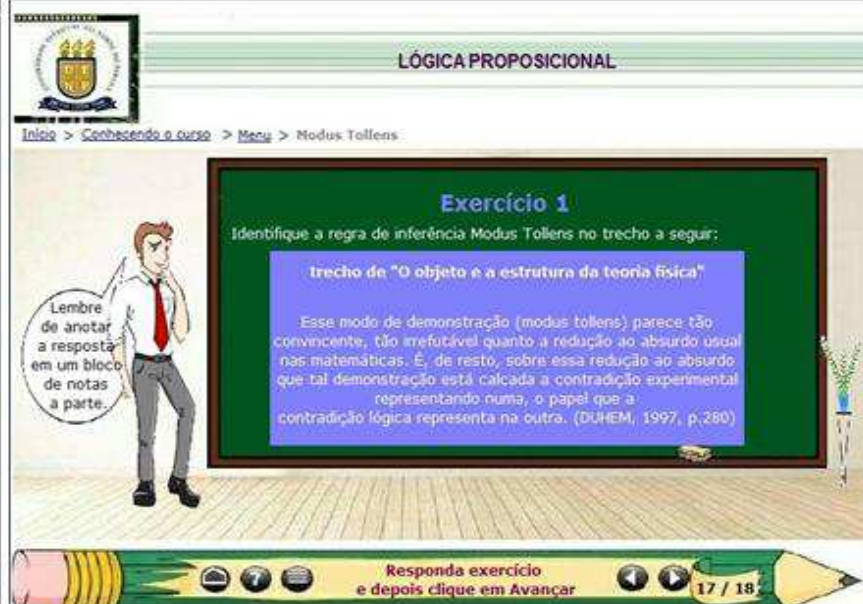 LÓGICA PROPOSICIONAL
Início > Conhecendo o curso > Menu > Modus Tollens
Exercício 1
Identifique a regra de inferência Modus Tollens no trecho a seguir:
trecho de "O objeto e a estrutura da teoria física"
Esse modo de demonstração (modus tollens) parece tão
convincente, tão irrefutável quanto a redução ao absurdo usual
nas matemáticas. É, de resto, sobre essa redução ao absurdo
que tal demonstração está calcada a contradição experimental
representando numa, o papel que a
contradição lógica representa na outra. (DUHEM, 1997, p.280)
Lembre
de anotar
a resposta
em um bloco
de notas
a parte.
Responda exercício
e depois clique em Avançar
?
17 / 18